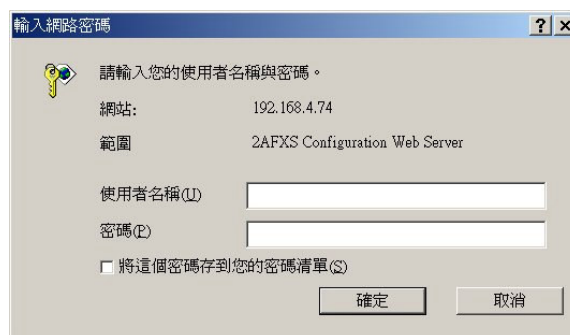 輸入網路密碼
請輸入您的使用者名稱與密碼。
網站: 192.168.4.74
範圍 2AFXS Configuration Web Server
使用者名稱(U)
密碼(P)
將這個密碼存到您的密碼清單(S)
確定 取消